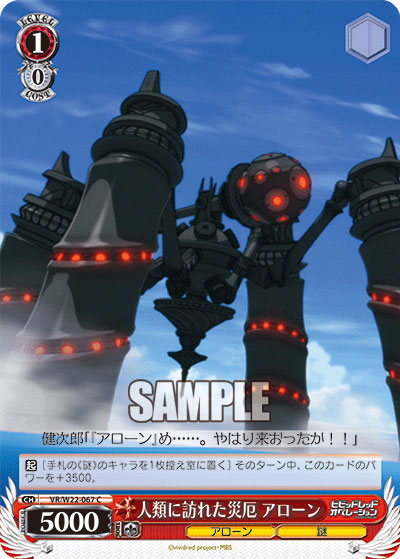 LEVEL
1
0
COST
SAMPLE
健次郎「『アローン』め……。やはり来おったか！！」
起 [手札の《謎》のキャラを1枚控え室に置く] そのターン中、このカードのパ
ワーを+3500。
CH VR/W22-067 C
人類に訪れた災厄 アローン
ビビッドレッド
オペレーション
5000
アローン
謎
©vividred project・MBS